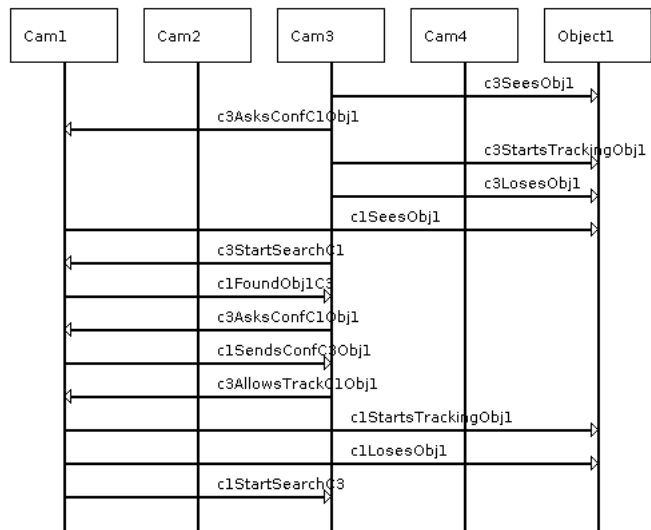 Cam1 Cam2 Cam3 Cam4 Object1
c3SeesObj1
c3AsksConfC1Obj1
c3StartsTrackingObj1
c3LosesObj1
c1SeesObj1
c3StartSearchC1
c1FoundObj1C3
c3AsksConfC1Obj1
c1SendsConfC3Obj1
c3AllowsTrackC1Obj1
c1StartsTrackingObj1
c1LosesObj1
c1StartSearchC3